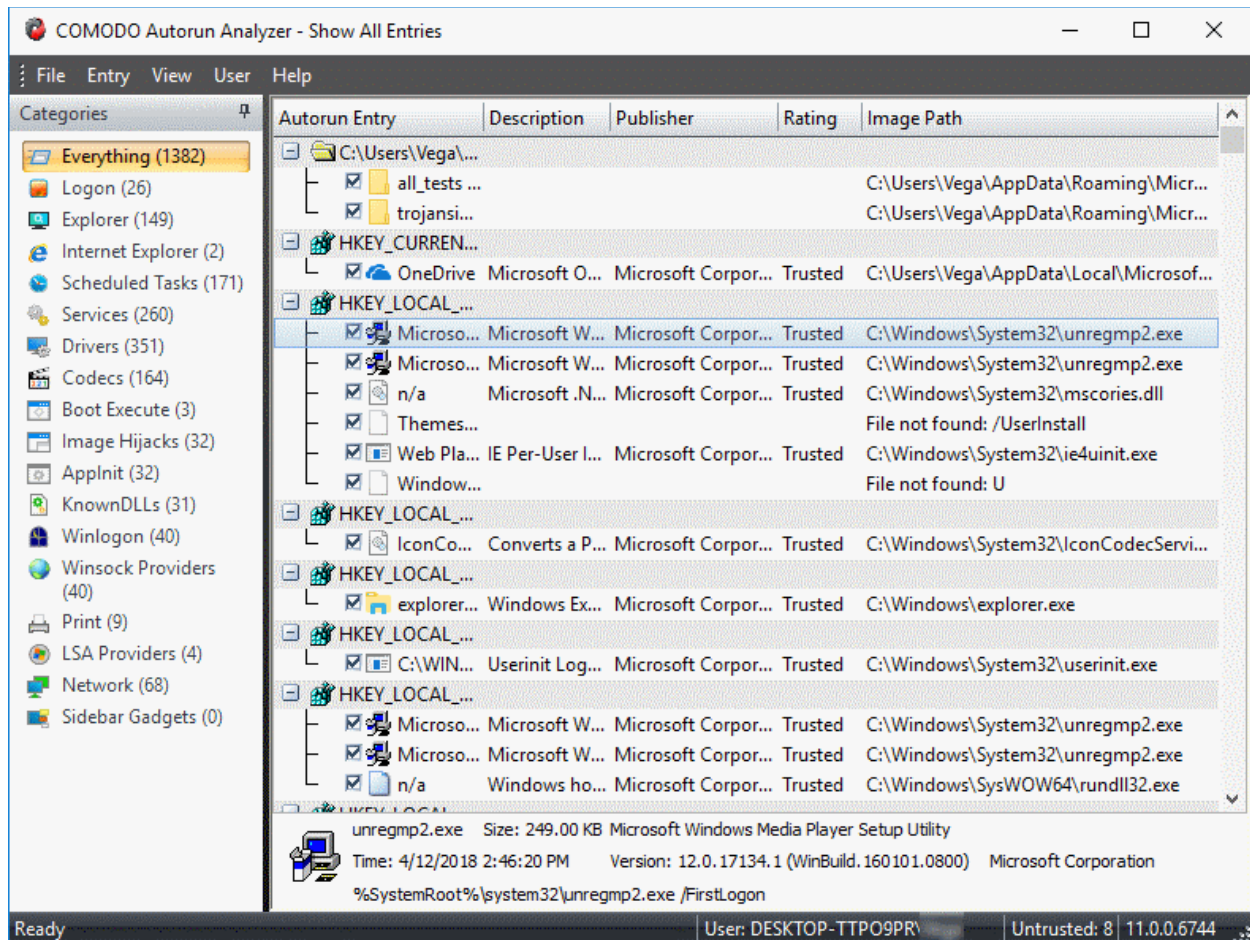 COMODO Autorun Analyzer - Show All Entries
File Entry View User Help
Categories
Everything (1382)
Logon (26)
Explorer (149)
Internet Explorer (2)
Scheduled Tasks (171)
Services (260)
Drivers (351)
Codecs (164)
Boot Execute (3)
Image Hijacks (32)
AppInit (32)
KnownDLLs (31)
Winlogon (40)
Winsock Providers
(40)
Print (9)
LSA Providers (4)
Network (68)
Sidebar Gadgets (0)
Autorun Entry Description Publisher Rating Image Path
C:\Users\Vega\...
all_tests ... C:\Users\Vega\AppData\Roaming\Micr...
trojansi... C:\Users\Vega\AppData\Roaming\Micr...
HKEY_CURREN...
OneDrive Microsoft O... Microsoft Corpor... Trusted C:\Users\Vega\AppData\Local\Microsof...
HKEY_LOCAL_...
Microso... Microsoft W... Microsoft Corpor... Trusted C:\Windows\System32\unregmp2.exe
Microso... Microsoft W... Microsoft Corpor... Trusted C:\Windows\System32\unregmp2.exe
n/a Microsoft .N... Microsoft Corpor... Trusted C:\Windows\System32\mscories.dll
Themes... File not found: /UserInstall
Web Pla... IE Per-User I... Microsoft Corpor... Trusted C:\Windows\System32\ie4uinit.exe
Window... File not found: U
HKEY_LOCAL_...
IconCo... Converts a P... Microsoft Corpor... Trusted C:\Windows\System32\IconCodecServi...
HKEY_LOCAL_...
explorer... Windows Ex... Microsoft Corpor... Trusted C:\Windows\explorer.exe
HKEY_LOCAL_...
C:\WIN... Userinit Log... Microsoft Corpor... Trusted C:\Windows\System32\userinit.exe
HKEY_LOCAL_...
Microso... Microsoft W... Microsoft Corpor... Trusted C:\Windows\System32\unregmp2.exe
Microso... Microsoft W... Microsoft Corpor... Trusted C:\Windows\System32\unregmp2.exe
n/a Windows ho... Microsoft Corpor... Trusted C:\Windows\SysWOW64\rundll32.exe
unregmp2.exe Size: 249.00 KB Microsoft Windows Media Player Setup Utility
Time: 4/12/2018 2:46:20 PM Version: 12.0.17134.1 (WinBuild.160101.0800) Microsoft Corporation
%SystemRoot%\system32\unregmp2.exe /FirstLogon
Ready User: DESKTOP-TTPO9PR\ Untrusted: 8 11.0.0.6744